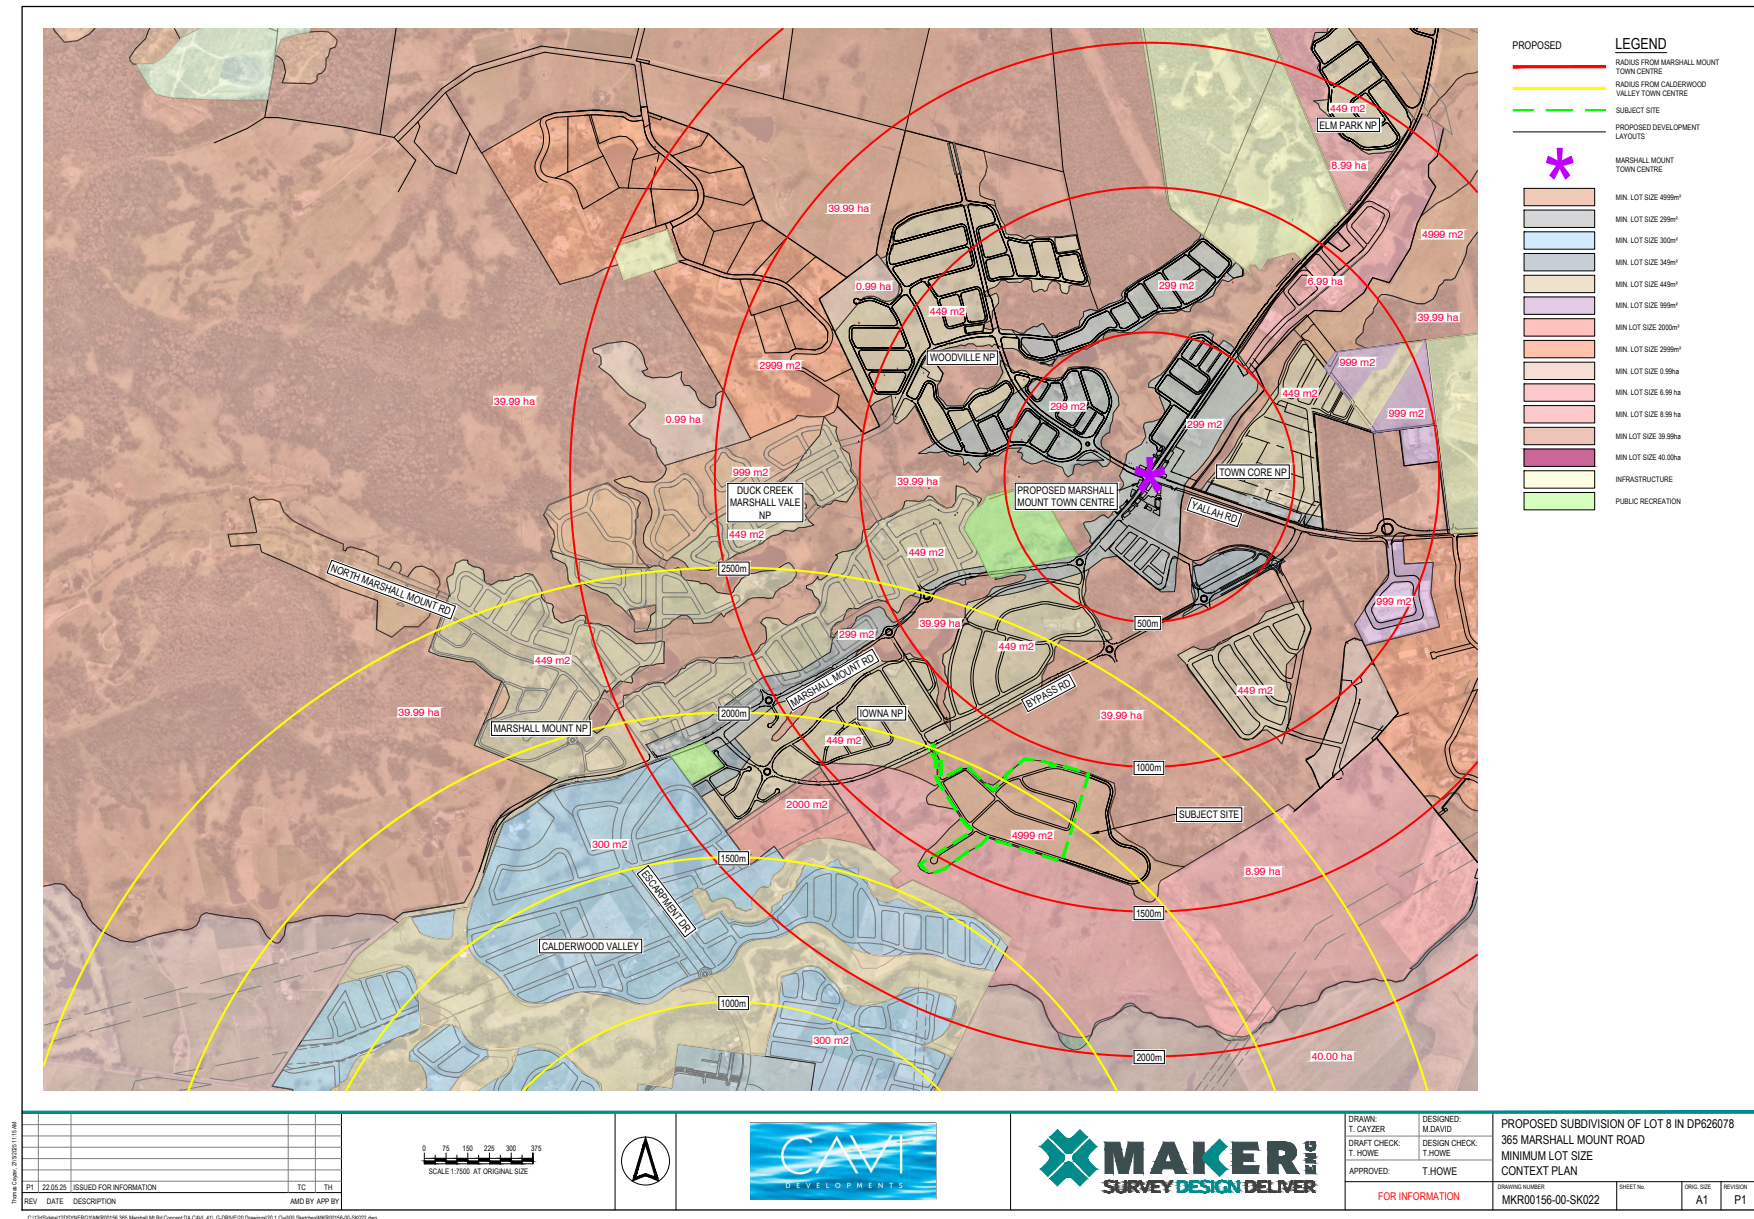 449 m2
ELM PARK NP
8.99 ha
39.99 ha
4999 m2
0.99 ha
299 m2
6.99 ha
449 m2
39.99 ha
WOODVILLE NP
2999 m2
999 m2
39.99 ha
449 m2
299 m2
999 m2
0.99 ha
299 m2
999 m2
TOWN CORE NP
39.99 ha
DUCK CREEK
MARSHALL VALE
NP
PROPOSED MARSHALL
MOUNT TOWN CENTRE
YALLAH RD
449 m2
449 m2
2500m
NORTH MARSHALL MOUNT RD
999 m2
500m
39.99 ha
299 m2
449 m2
449 m2
MARSHALL MOUNT RD
BYPASS RD
449 m2
39.99 ha
2000m
IOWNA NP
39.99 ha
MARSHALL MOUNT NP
449 m2
1000m
2000 m2
SUBJECT SITE
4999 m2
300 m2
1500m
8.99 ha
ESCARPMENT DR
1500m
CALDERWOOD VALLEY
1000m
300 m2
2000m
40.00 ha
PROPOSED
LEGEND
RADIUS FROM MARSHALL MOUNT
TOWN CENTRE
RADIUS FROM CALDERWOOD
VALLEY TOWN CENTRE
SUBJECT SITE
PROPOSED DEVELOPMENT
LAYOUTS
MARSHALL MOUNT
TOWN CENTRE
MIN. LOT SIZE 4999m²
MIN. LOT SIZE 299m²
MIN. LOT SIZE 300m²
MIN. LOT SIZE 349m²
MIN. LOT SIZE 449m²
MIN. LOT SIZE 999m²
MIN LOT SIZE 2000m²
MIN. LOT SIZE 2999m²
MIN. LOT SIZE 0.99ha
MIN. LOT SIZE 6.99 ha
MIN. LOT SIZE 8.99 ha
MIN LOT SIZE 39.99ha
MIN LOT SIZE 40.00ha
INFRASTRUCTURE
PUBLIC RECREATION
P1 22.05.25 ISSUED FOR INFORMATION TC TH
REV DATE DESCRIPTION AMD BY APP BY
0 75 150 225 300 375
SCALE 1:7500 AT ORIGINAL SIZE
CAVI
DEVELOPMENTS
MAKER ENG
SURVEY DESIGN DELIVER
DRAWN:
T. CAYZER
DESIGNED:
M.DAVID
DRAFT CHECK:
T. HOWE
DESIGN CHECK:
T.HOWE
APPROVED: T.HOWE
FOR INFORMATION
PROPOSED SUBDIVISION OF LOT 8 IN DP626078
365 MARSHALL MOUNT ROAD
MINIMUM LOT SIZE
CONTEXT PLAN
DRAWING NUMBER
MKR00156-00-SK022
SHEET No.
ORIG. SIZE
A1
REVISION
P1